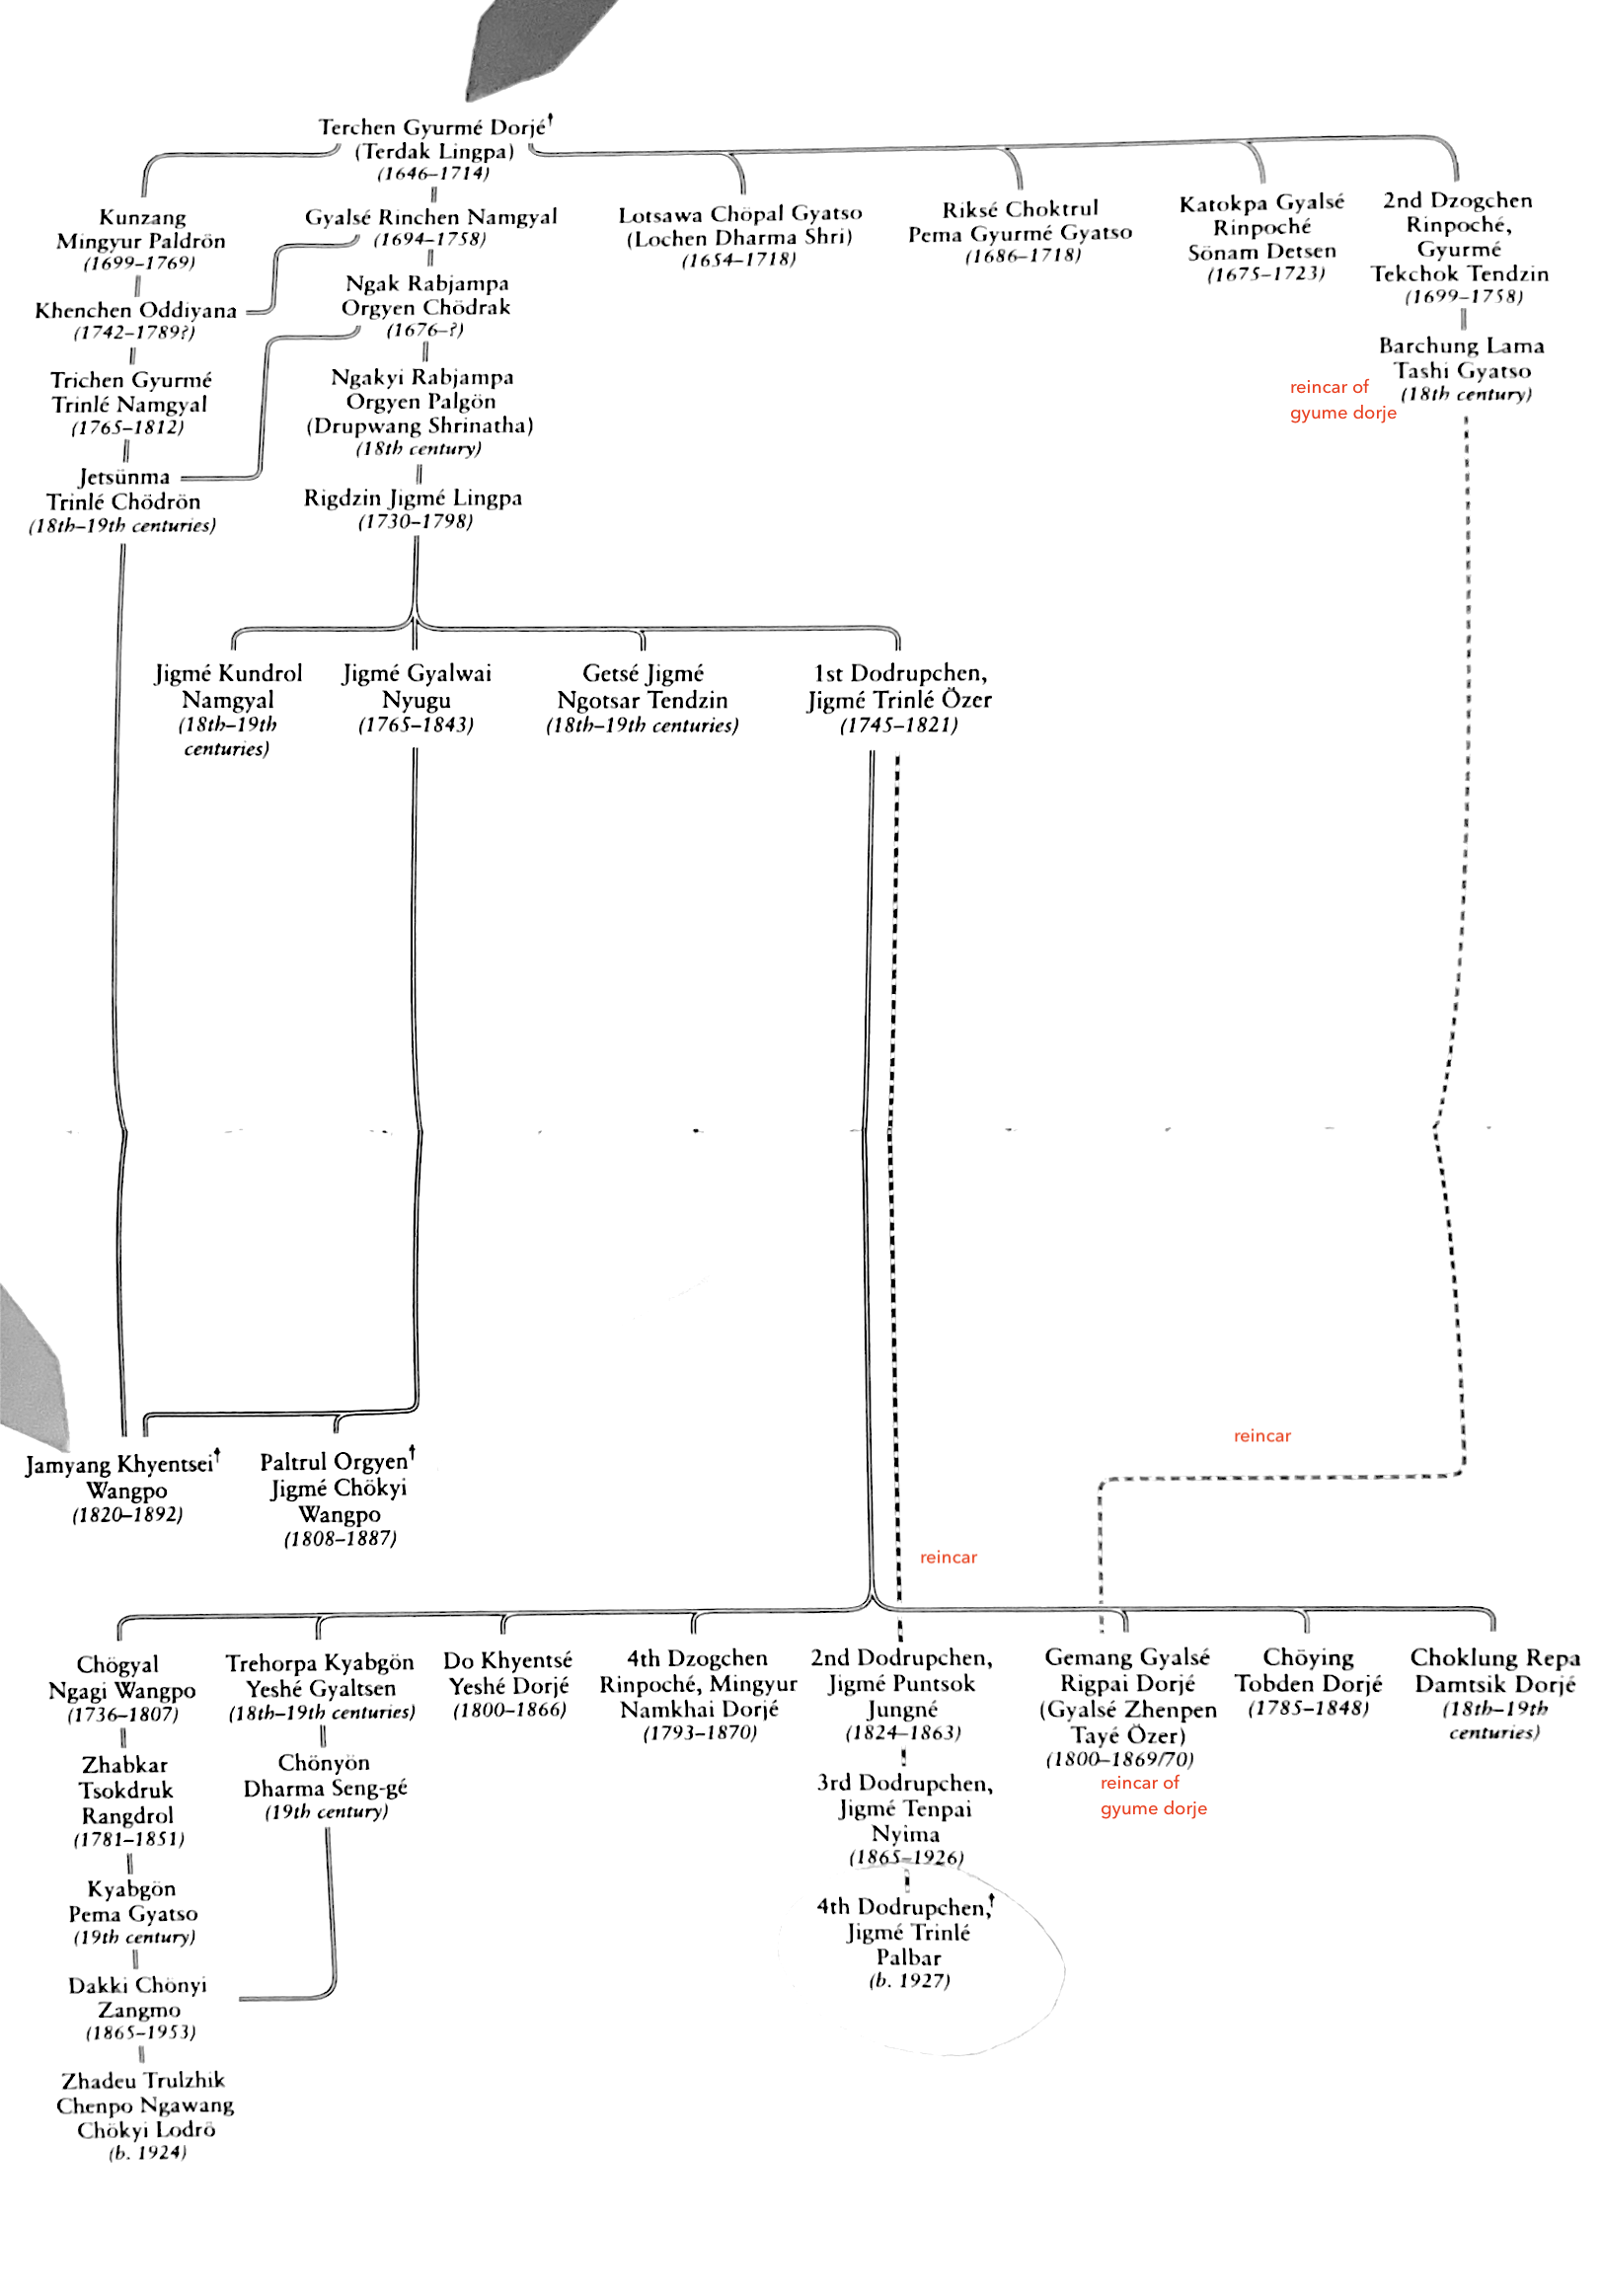 Terchen Gyurmé Dorjé†
(Terdak Lingpa)
(1646–1714)
Kunzang
Mingyur Paldrön
(1699–1769)
Gyalsé Rinchen Namgyal
(1694–1758)
Lotsawa Chöpal Gyatso
(Lochen Dharma Shri)
(1654–1718)
Riksé Choktrul
Pema Gyurmé Gyatso
(1686–1718)
Katokpa Gyalsé
Rinpoché
Sönam Detsen
(1675–1723)
2nd Dzogchen
Rinpoché,
Gyurmé
Tekchok Tendzin
(1699–1758)
Khenchen Oddiyana
(1742–1789?)
Ngak Rabjampa
Orgyen Chödrak
(1676–?)
Barchung Lama
Tashi Gyatso
(18th century)
reincar of
gyume dorje
Trichen Gyurmé
Trinlé Namgyal
(1765–1812)
Ngakyi Rabjampa
Orgyen Palgön
(Drupwang Shrinatha)
(18th century)
Jetsünma
Trinlé Chödrön
(18th–19th centuries)
Rigdzin Jigmé Lingpa
(1730–1798)
Jigmé Kundrol
Namgyal
(18th–19th
centuries)
Jigmé Gyalwai
Nyugu
(1765–1843)
Getsé Jigmé
Ngotsar Tendzin
(18th–19th centuries)
1st Dodrupchen,
Jigmé Trinlé Özer
(1745–1821)
reincar
Jamyang Khyentsei†
Wangpo
(1820–1892)
Paltrul Orgyen†
Jigmé Chökyi
Wangpo
(1808–1887)
reincar
Chögyal
Ngagi Wangpo
(1736–1807)
Trehorpa Kyabgön
Yeshé Gyaltsen
(18th–19th centuries)
Do Khyentsé
Yeshé Dorjé
(1800–1866)
4th Dzogchen
Rinpoché, Mingyur
Namkhai Dorjé
(1793–1870)
2nd Dodrupchen,
Jigmé Puntsok
Jungné
(1824–1863)
Gemang Gyalsé
Rigpai Dorjé
(Gyalsé Zhenpen
Tayé Özer)
(1800–1869/70)
reincar of
gyume dorje
Chöying
Tobden Dorjé
(1785–1848)
Choklung Repa
Damtsik Dorjé
(18th–19th
centuries)
Zhabkar
Tsokdruk
Rangdrol
(1781–1851)
Chönyön
Dharma Seng-gé
(19th century)
3rd Dodrupchen,
Jigmé Tenpai
Nyima
(1865–1926)
Kyabgön
Pema Gyatso
(19th century)
4th Dodrupchen,†
Jigmé Trinlé
Palbar
(b. 1927)
Dakki Chönyi
Zangmo
(1865–1953)
Zhadeu Trulzhik
Chenpo Ngawang
Chökyi Lodrö
(b. 1924)